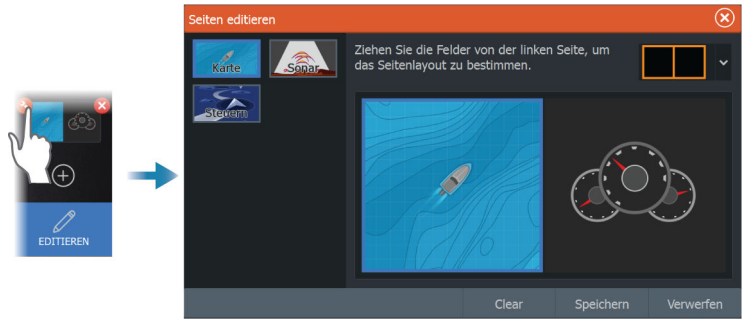 Seiten editieren
Karte
Sonar
Steuern
Ziehen Sie die Felder von der linken Seite, um
das Seitenlayout zu bestimmen.
EDITIEREN
Clear
Speichern
Verwerfen